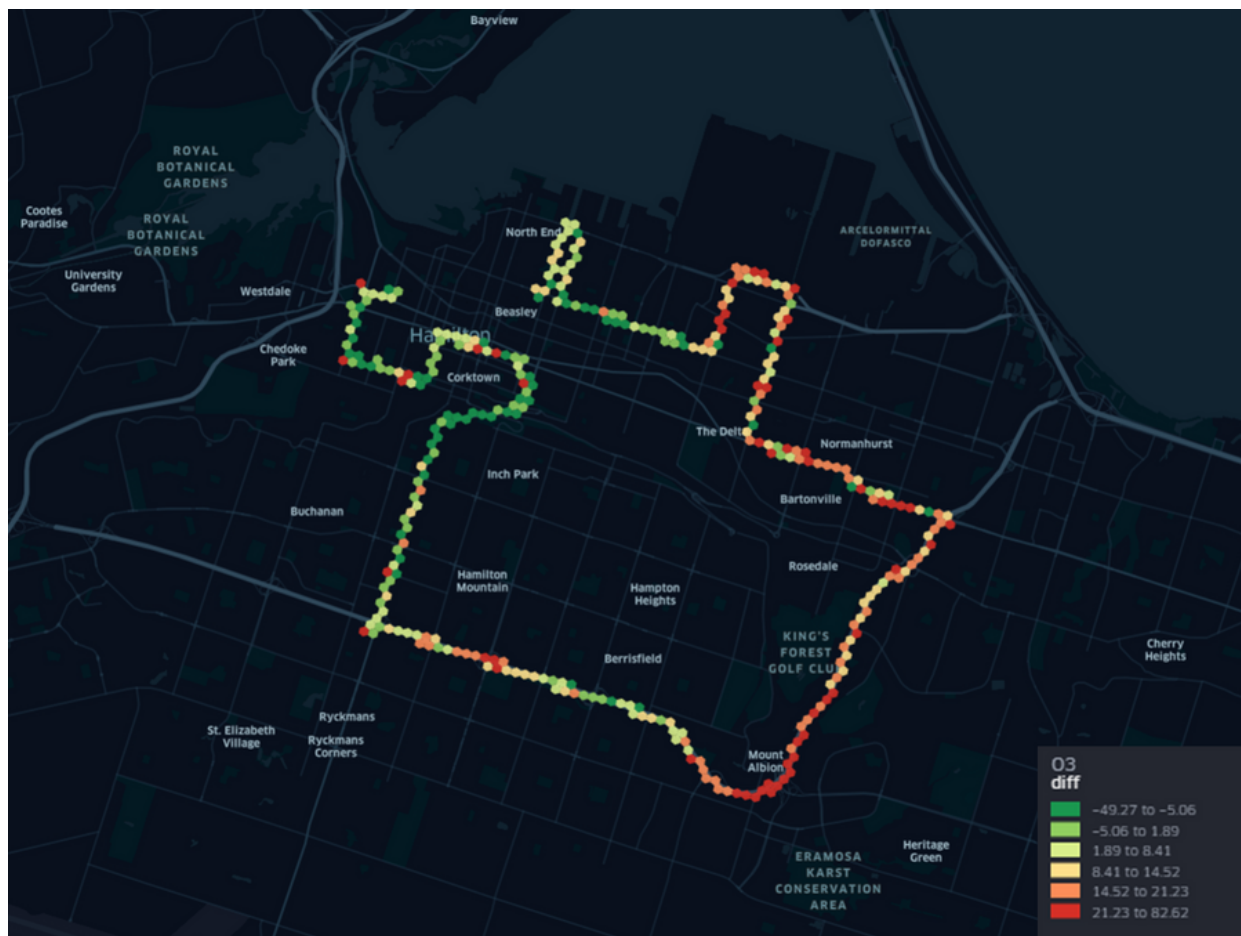 Bayview
ROYAL
BOTANICAL
GARDENS
Cootes
Paradise
ROYAL
BOTANICAL
GARDENS
North End
ARCELORMITTAL
DOFASCO
University
Gardens
Westdale
Beasley
Hamilton
Chedoke
Park
Corktown
The Delt
Normanhurst
Inch Park
Bartonville
Buchanan
Rosedale
Hamilton
Mountain
Hampton
Heights
KING'S
FOREST
GOLF CLU
Cherry
Heights
Berrisfield
Ryckmans
St. Elizabeth
Village
Ryckmans
Corners
Mount
Albion
O3
diff
−49.27 to −5.06
−5.06 to 1.89
1.89 to 8.41
8.41 to 14.52
14.52 to 21.23
21.23 to 82.62
Heritage
Green
ERAMOSA
KARST
CONSERVATION
AREA